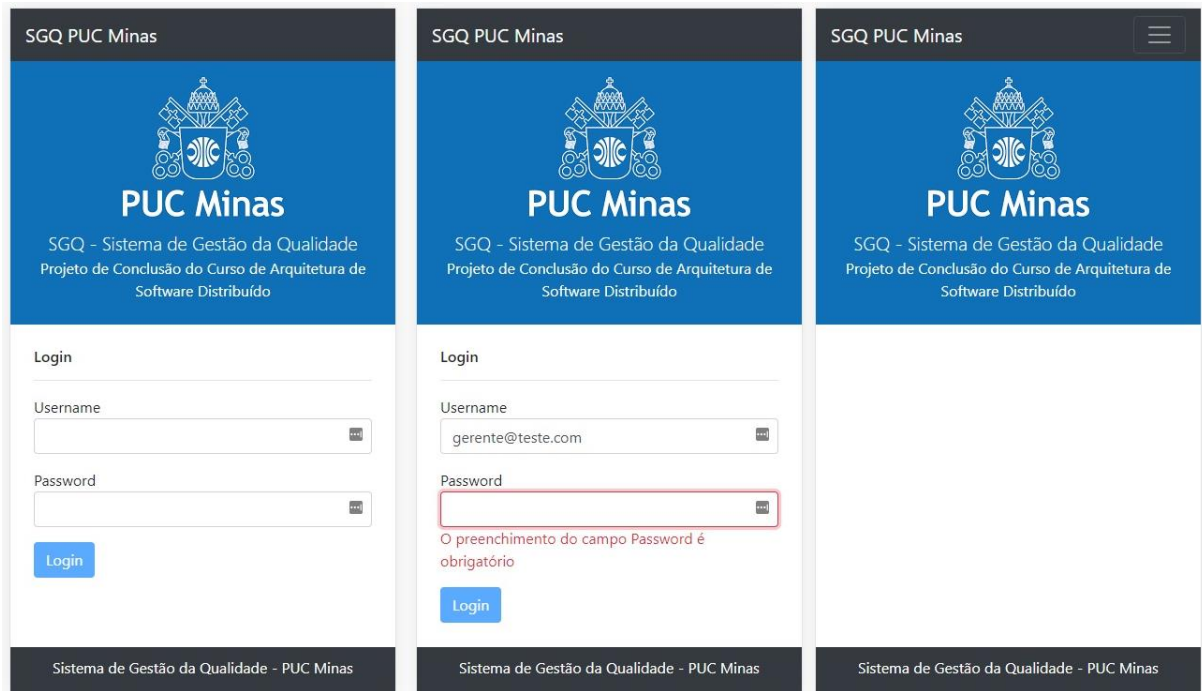 SGQ PUC Minas
PUC Minas
SGQ - Sistema de Gestão da Qualidade
Projeto de Conclusão do Curso de Arquitetura de
Software Distribuído
Login
Username
Password
Login
Sistema de Gestão da Qualidade - PUC Minas
SGQ PUC Minas
PUC Minas
SGQ - Sistema de Gestão da Qualidade
Projeto de Conclusão do Curso de Arquitetura de
Software Distribuído
Login
Username
gerente@teste.com
Password
O preenchimento do campo Password é
obrigatório
Login
Sistema de Gestão da Qualidade - PUC Minas
SGQ PUC Minas
PUC Minas
SGQ - Sistema de Gestão da Qualidade
Projeto de Conclusão do Curso de Arquitetura de
Software Distribuído
Sistema de Gestão da Qualidade - PUC Minas